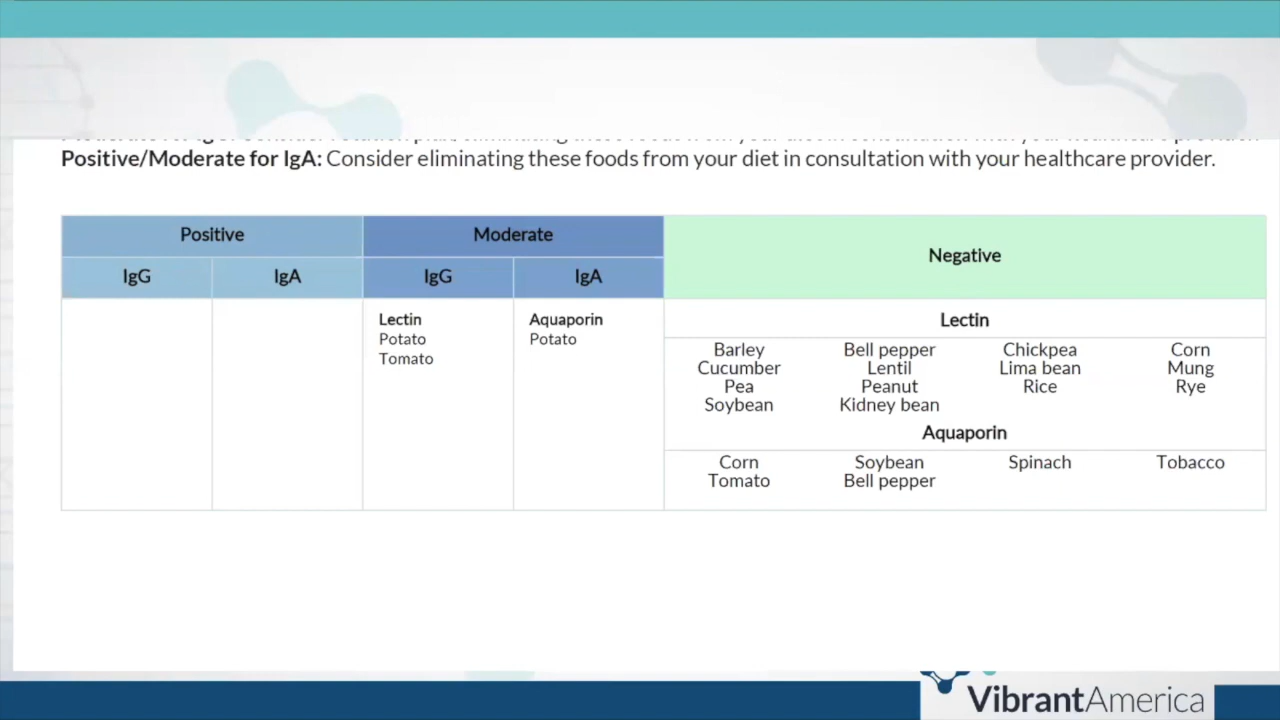 Positive/Moderate for IgA: Consider eliminating these foods from your diet in consultation with your healthcare provider.
Positive Moderate Negative
IgG IgA IgG IgA
Lectin
Potato
Tomato
Aquaporin
Potato
Lectin
Barley Bell pepper Chickpea Corn
Cucumber Lentil Lima bean Mung
Pea Peanut Rice Rye
Soybean Kidney bean
Aquaporin
Corn Soybean Spinach Tobacco
Tomato Bell pepper
VibrantAmerica